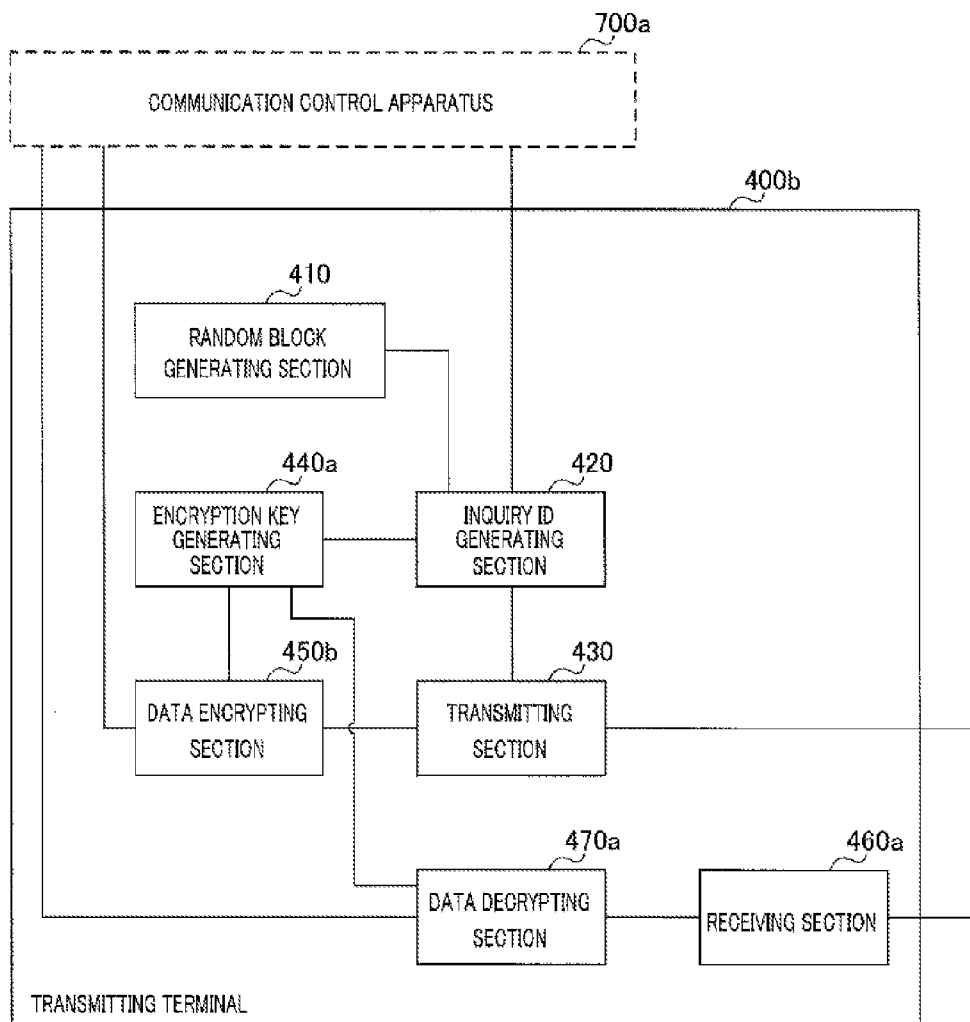 700a
COMMUNICATION CONTROL APPARATUS
400b
410
RANDOM BLOCK
GENERATING SECTION
440a
ENCRYPTION KEY
GENERATING
SECTION
420
INQUIRY ID
GENERATING
SECTION
450b
DATA ENCRYPTING
SECTION
430
TRANSMITTING
SECTION
470a
DATA DECRYPTING
SECTION
460a
RECEIVING SECTION
TRANSMITTING TERMINAL